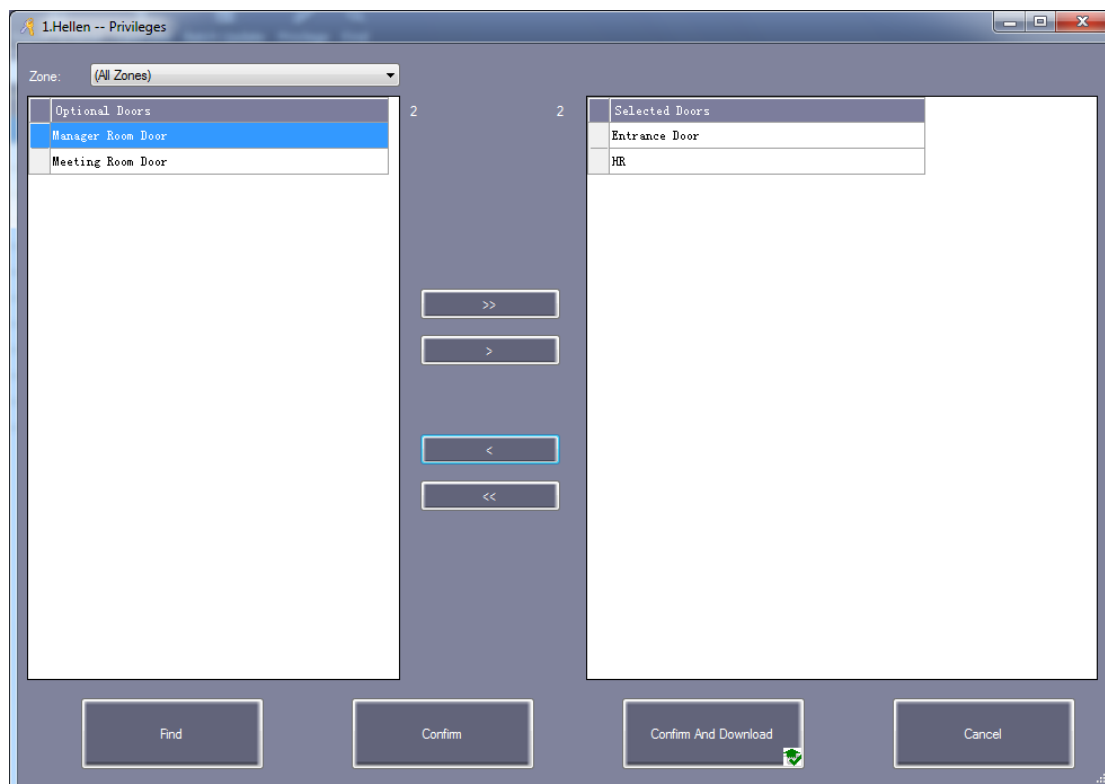 1.Hellen -- Privileges
Zone: (All Zones)
Optional Doors
Manager Room Door
Meeting Room Door
2
2
Selected Doors
Entrance Door
HR
>>
>
<
<<
Find
Confirm
Confirm And Download
Cancel